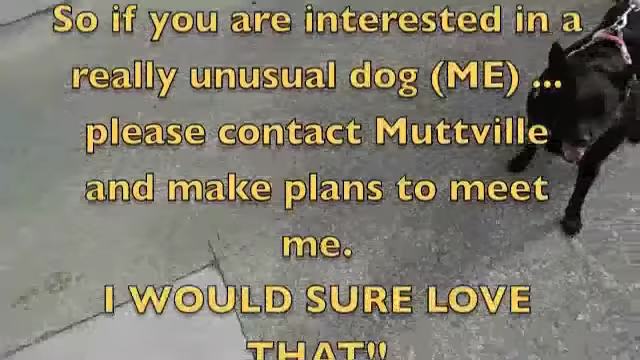 So if you are interested in a
really unusual dog (ME) ...
please contact Muttville
and make plans to meet
me.
I WOULD SURE LOVE
THAT"